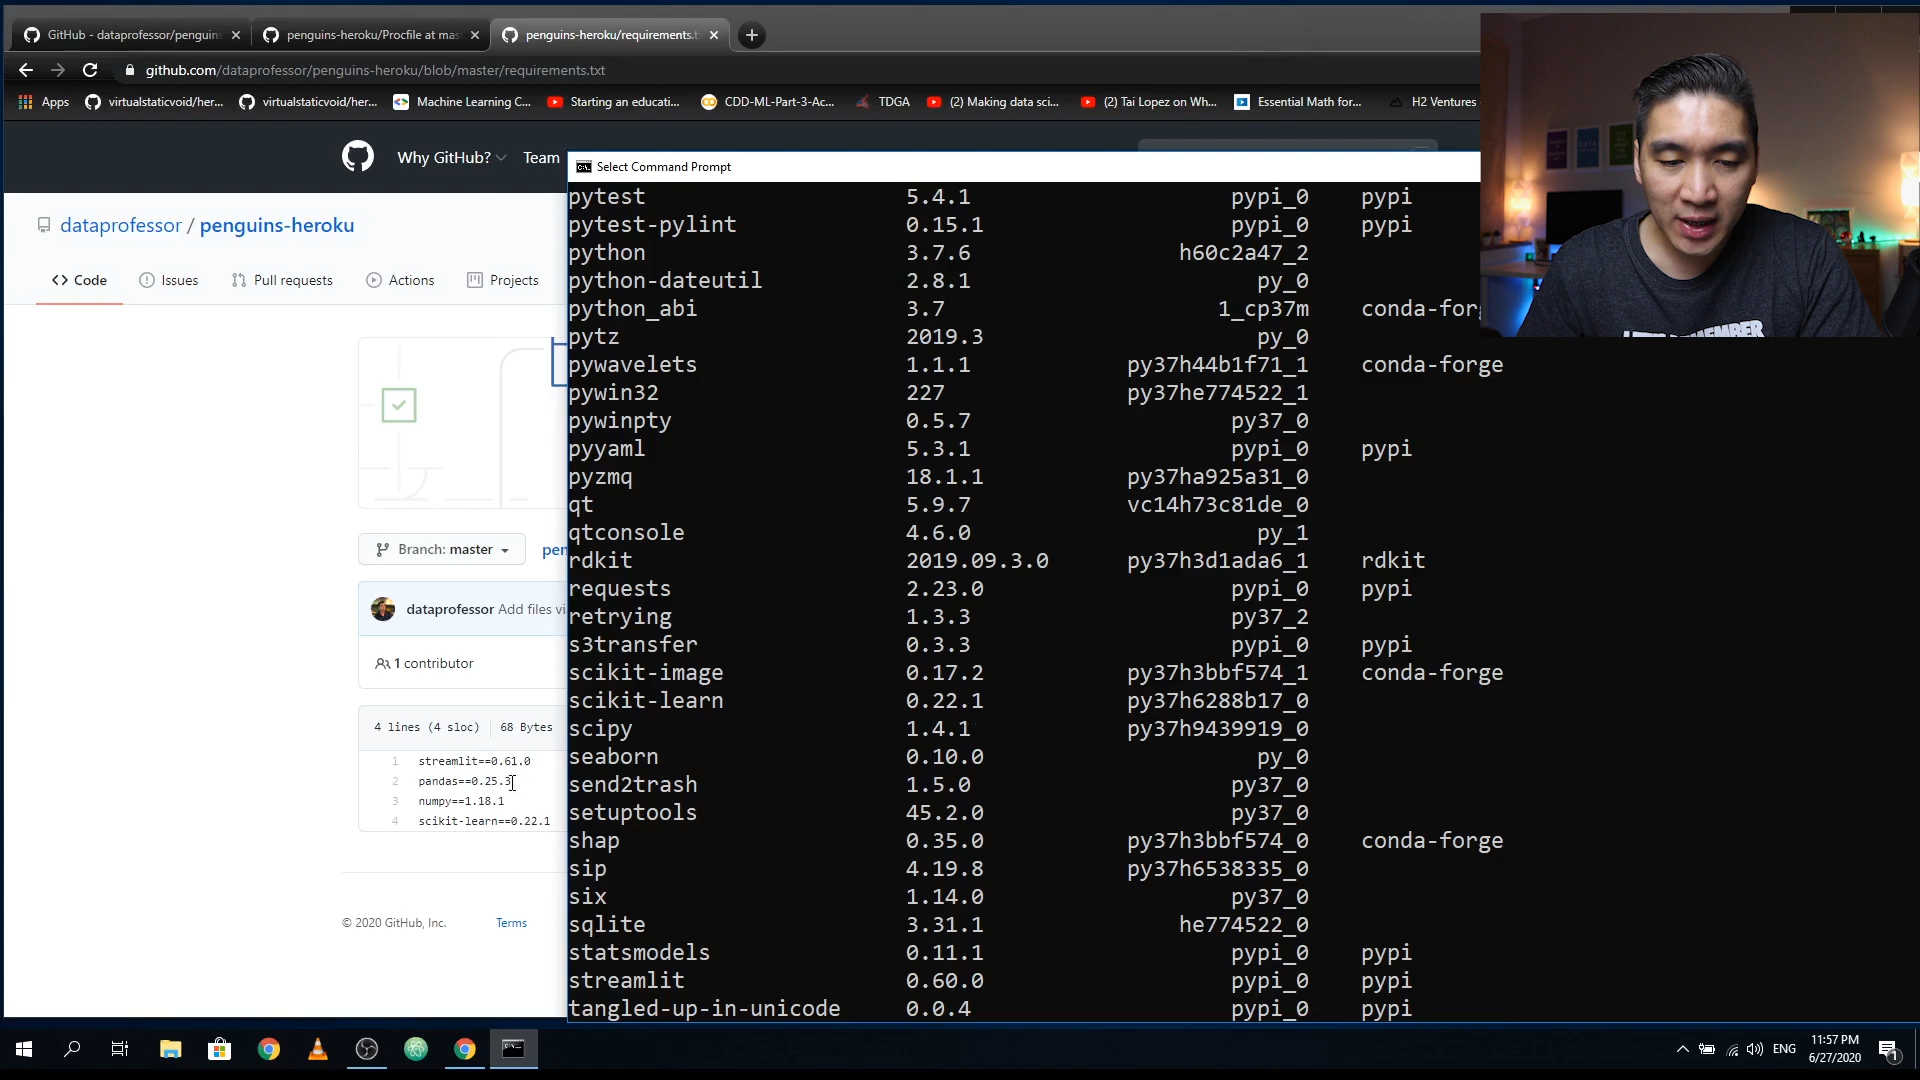 GitHub - dataprofessor/penguins
penguins-heroku/Procfile at mas
penguins-heroku/requirements.t
github.com/dataprofessor/penguins-heroku/blob/master/requirements.txt
Apps
virtualstaticvoid/her...
virtualstaticvoid/her...
Machine Learning C...
Starting an educati...
CDD-ML-Part-3-Ac...
TDGA
(2) Making data sci...
(2) Tai Lopez on Wh...
Essential Math for...
H2 Ventures
Why GitHub?
Team
dataprofessor / penguins-heroku
Code
Issues
Pull requests
Actions
Projects
Branch: master
pen
dataprofessor Add files vi
1 contributor
4 lines (4 sloc)
68 Bytes
1 streamlit==0.61.0
2 pandas==0.25.3
3 numpy==1.18.1
4 scikit-learn==0.22.1
© 2020 GitHub, Inc.
Terms
Select Command Prompt
pytest 5.4.1 pypi_0 pypi
pytest-pylint 0.15.1 pypi_0 pypi
python 3.7.6 h60c2a47_2
python-dateutil 2.8.1 py_0
python_abi 3.7 1_cp37m conda-forg
pytz 2019.3 py_0
pywavelets 1.1.1 py37h44b1f71_1 conda-forge
pywin32 227 py37he774522_1
pywinpty 0.5.7 py37_0
pyyaml 5.3.1 pypi_0 pypi
pyzmq 18.1.1 py37ha925a31_0
qt 5.9.7 vc14h73c81de_0
qtconsole 4.6.0 py_1
rdkit 2019.09.3.0 py37h3d1ada6_1 rdkit
requests 2.23.0 pypi_0 pypi
retrying 1.3.3 py37_2
s3transfer 0.3.3 pypi_0 pypi
scikit-image 0.17.2 py37h3bbf574_1 conda-forge
scikit-learn 0.22.1 py37h6288b17_0
scipy 1.4.1 py37h9439919_0
seaborn 0.10.0 py_0
send2trash 1.5.0 py37_0
setuptools 45.2.0 py37_0
shap 0.35.0 py37h3bbf574_0 conda-forge
sip 4.19.8 py37h6538335_0
six 1.14.0 py37_0
sqlite 3.31.1 he774522_0
statsmodels 0.11.1 pypi_0 pypi
streamlit 0.60.0 pypi_0 pypi
tangled-up-in-unicode 0.0.4 pypi_0 pypi
ENG
11:57 PM
6/27/2020
1